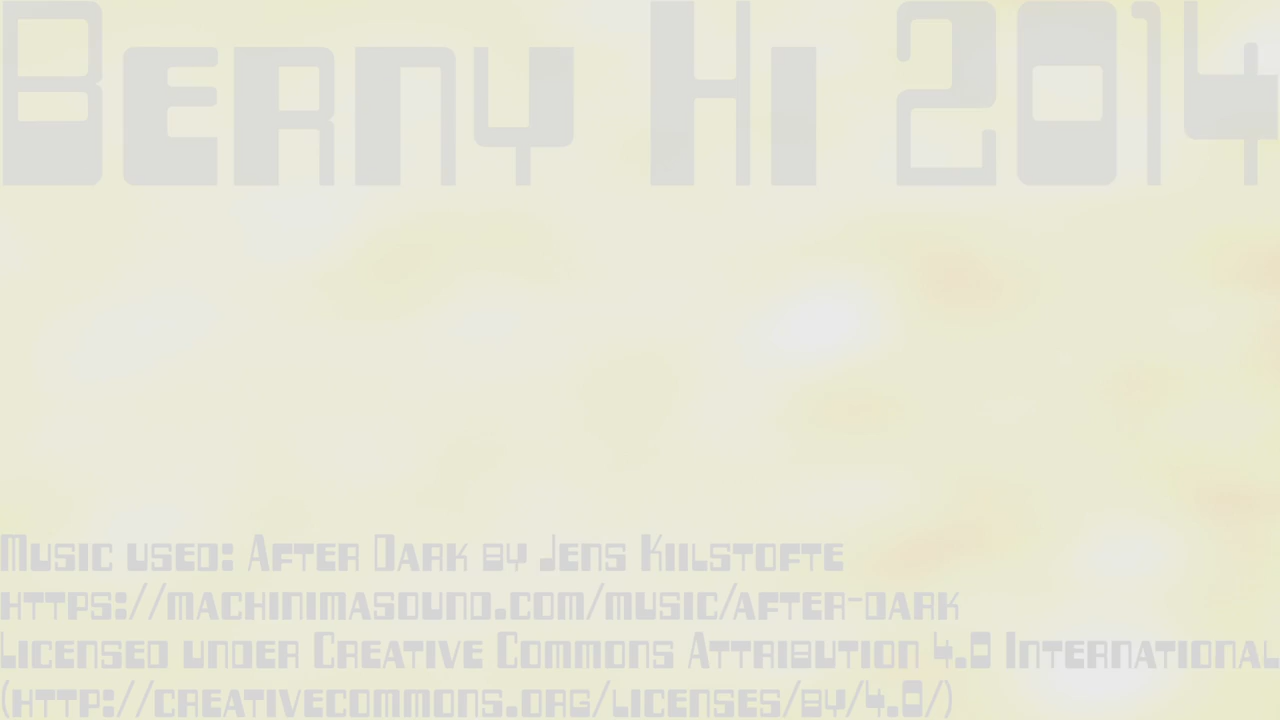 Berny Hi 2014
Music used: After Dark by Jens Kiilstofte
https://machinimasound.com/music/after-dark
Licensed under Creative Commons Attribution 4.0 International
(http://creativecommons.org/licenses/by/4.0/)